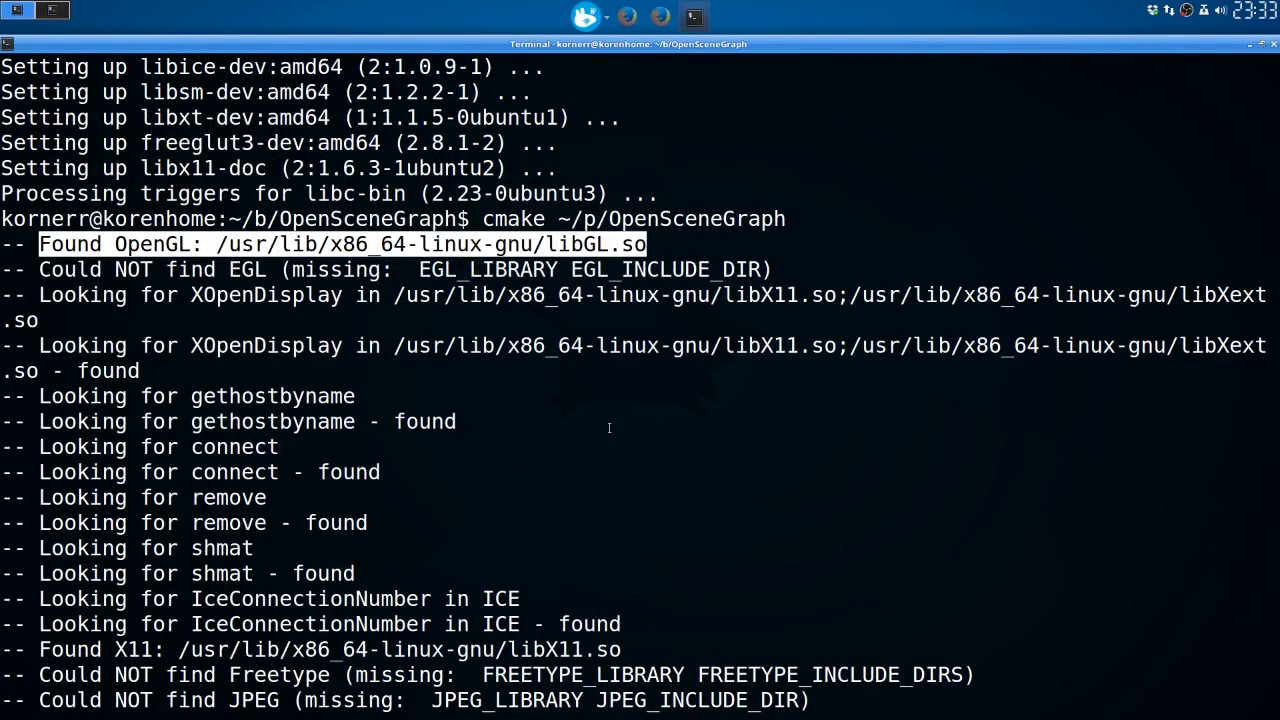 23:33
Terminal - kornerr@korenhome: ~/b/OpenSceneGraph
Setting up libice-dev:amd64 (2:1.0.9-1) ...
Setting up libsm-dev:amd64 (2:1.2.2-1) ...
Setting up libxt-dev:amd64 (1:1.1.5-0ubuntu1) ...
Setting up freeglut3-dev:amd64 (2.8.1-2) ...
Setting up libx11-doc (2:1.6.3-1ubuntu2) ...
Processing triggers for libc-bin (2.23-0ubuntu3) ...
kornerr@korenhome:~/b/OpenSceneGraph$ cmake ~/p/OpenSceneGraph
-- Found OpenGL: /usr/lib/x86_64-linux-gnu/libGL.so
-- Could NOT find EGL (missing:  EGL_LIBRARY EGL_INCLUDE_DIR)
-- Looking for XOpenDisplay in /usr/lib/x86_64-linux-gnu/libX11.so;/usr/lib/x86_64-linux-gnu/libXext
.so
-- Looking for XOpenDisplay in /usr/lib/x86_64-linux-gnu/libX11.so;/usr/lib/x86_64-linux-gnu/libXext
.so - found
-- Looking for gethostbyname
-- Looking for gethostbyname - found
-- Looking for connect
-- Looking for connect - found
-- Looking for remove
-- Looking for remove - found
-- Looking for shmat
-- Looking for shmat - found
-- Looking for IceConnectionNumber in ICE
-- Looking for IceConnectionNumber in ICE - found
-- Found X11: /usr/lib/x86_64-linux-gnu/libX11.so
-- Could NOT find Freetype (missing:  FREETYPE_LIBRARY FREETYPE_INCLUDE_DIRS)
-- Could NOT find JPEG (missing:  JPEG_LIBRARY JPEG_INCLUDE_DIR)